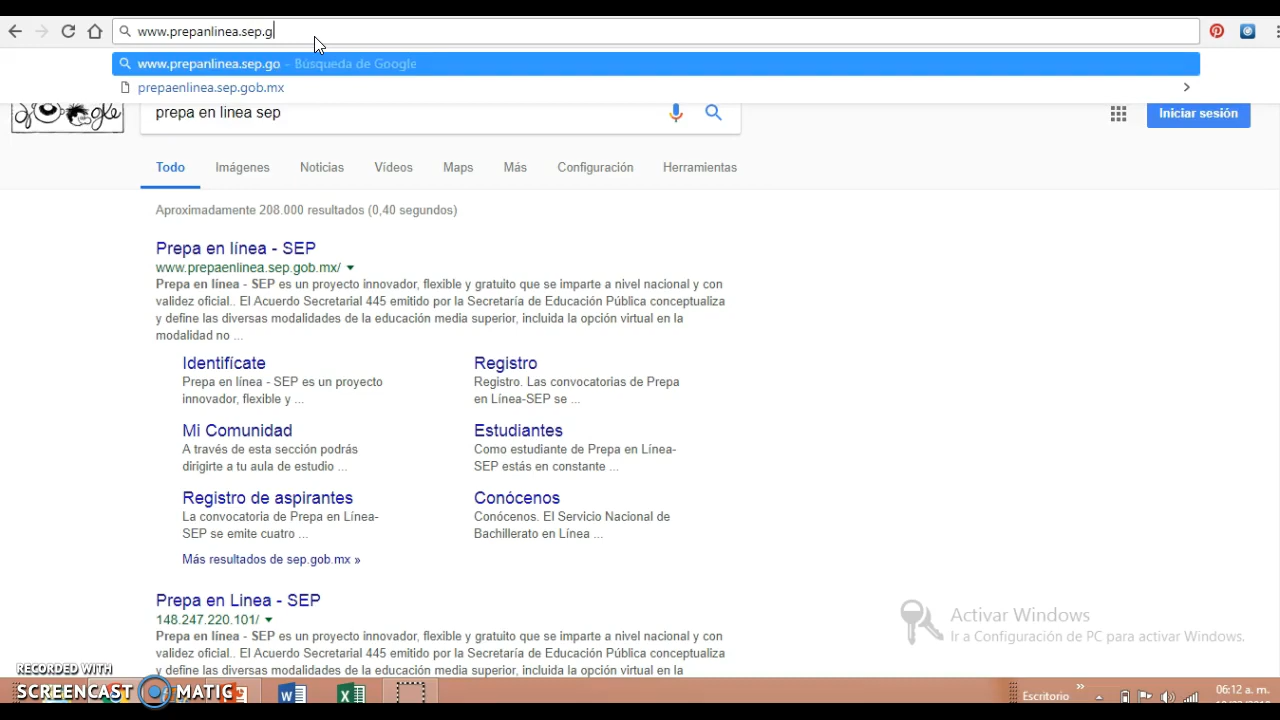 www.prepanlinea.sep.g
www.prepanlinea.sep.go - Búsqueda de Google
prepaenlinea.sep.gob.mx
prepa en linea sep
Iniciar sesión
Todo Imágenes Noticias Vídeos Maps Más Configuración Herramientas
Aproximadamente 208.000 resultados (0,40 segundos)
Prepa en línea - SEP
www.prepaenlinea.sep.gob.mx/
Prepa en línea - SEP es un proyecto innovador, flexible y gratuito que se imparte a nivel nacional y con
validez oficial.. El Acuerdo Secretarial 445 emitido por la Secretaría de Educación Pública conceptualiza
y define las diversas modalidades de la educación media superior, incluida la opción virtual en la
modalidad no ...
Identifícate
Prepa en línea - SEP es un proyecto
innovador, flexible y ...
Registro
Registro. Las convocatorias de Prepa
en Línea-SEP se ...
Mi Comunidad
A través de esta sección podrás
dirigirte a tu aula de estudio ...
Estudiantes
Como estudiante de Prepa en Línea-
SEP estás en constante ...
Registro de aspirantes
La convocatoria de Prepa en Línea-
SEP se emite cuatro ...
Conócenos
Conócenos. El Servicio Nacional de
Bachillerato en Línea ...
Más resultados de sep.gob.mx »
Prepa en Linea - SEP
148.247.220.101/
Prepa en línea - SEP es un proyecto innovador, flexible y gratuito que se imparte a nivel nacional y con
validez oficial.. El Acuerdo Secretarial 445 emitido por la Secretaría de Educación Pública conceptualiza
y define las diversas modalidades de la educación media superior, incluida la opción virtual en la
Activar Windows
Ir a Configuración de PC para activar Windows.
RECORDED WITH
SCREENCAST MATIC
Escritorio
06:12 a. m.